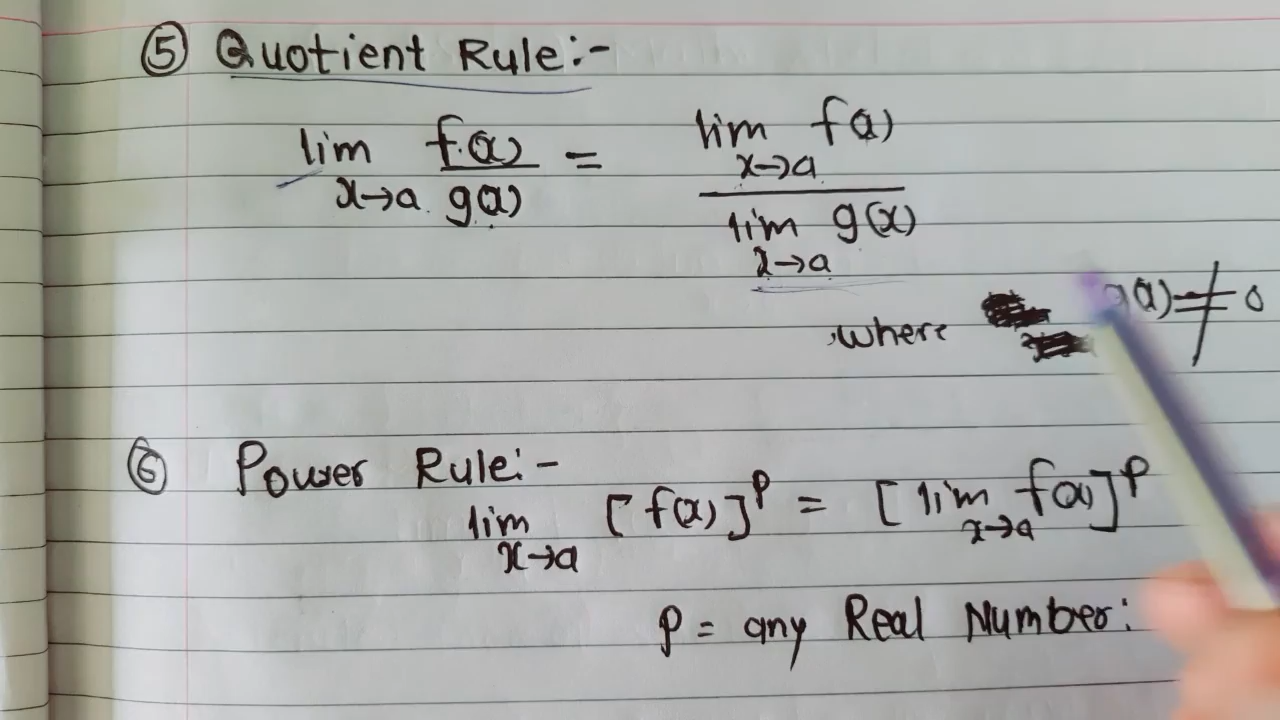 ⑤ Quotient Rule:-
lim f(x) = lim f(x)
x→a g(x) x→a
lim g(x)
x→a
where g(x) ≠ 0
⑥ Power Rule:-
lim [f(x)]^p = [lim f(x)]^p
x→a x→a
p = any Real Number: